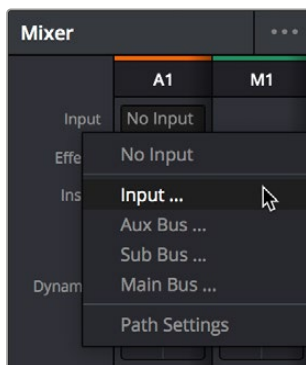 Mixer
A1 M1
Input No Input
Effe
No Input
Ins
Input ...
Aux Bus ...
Sub Bus ...
Dynam
Main Bus ...
Path Settings